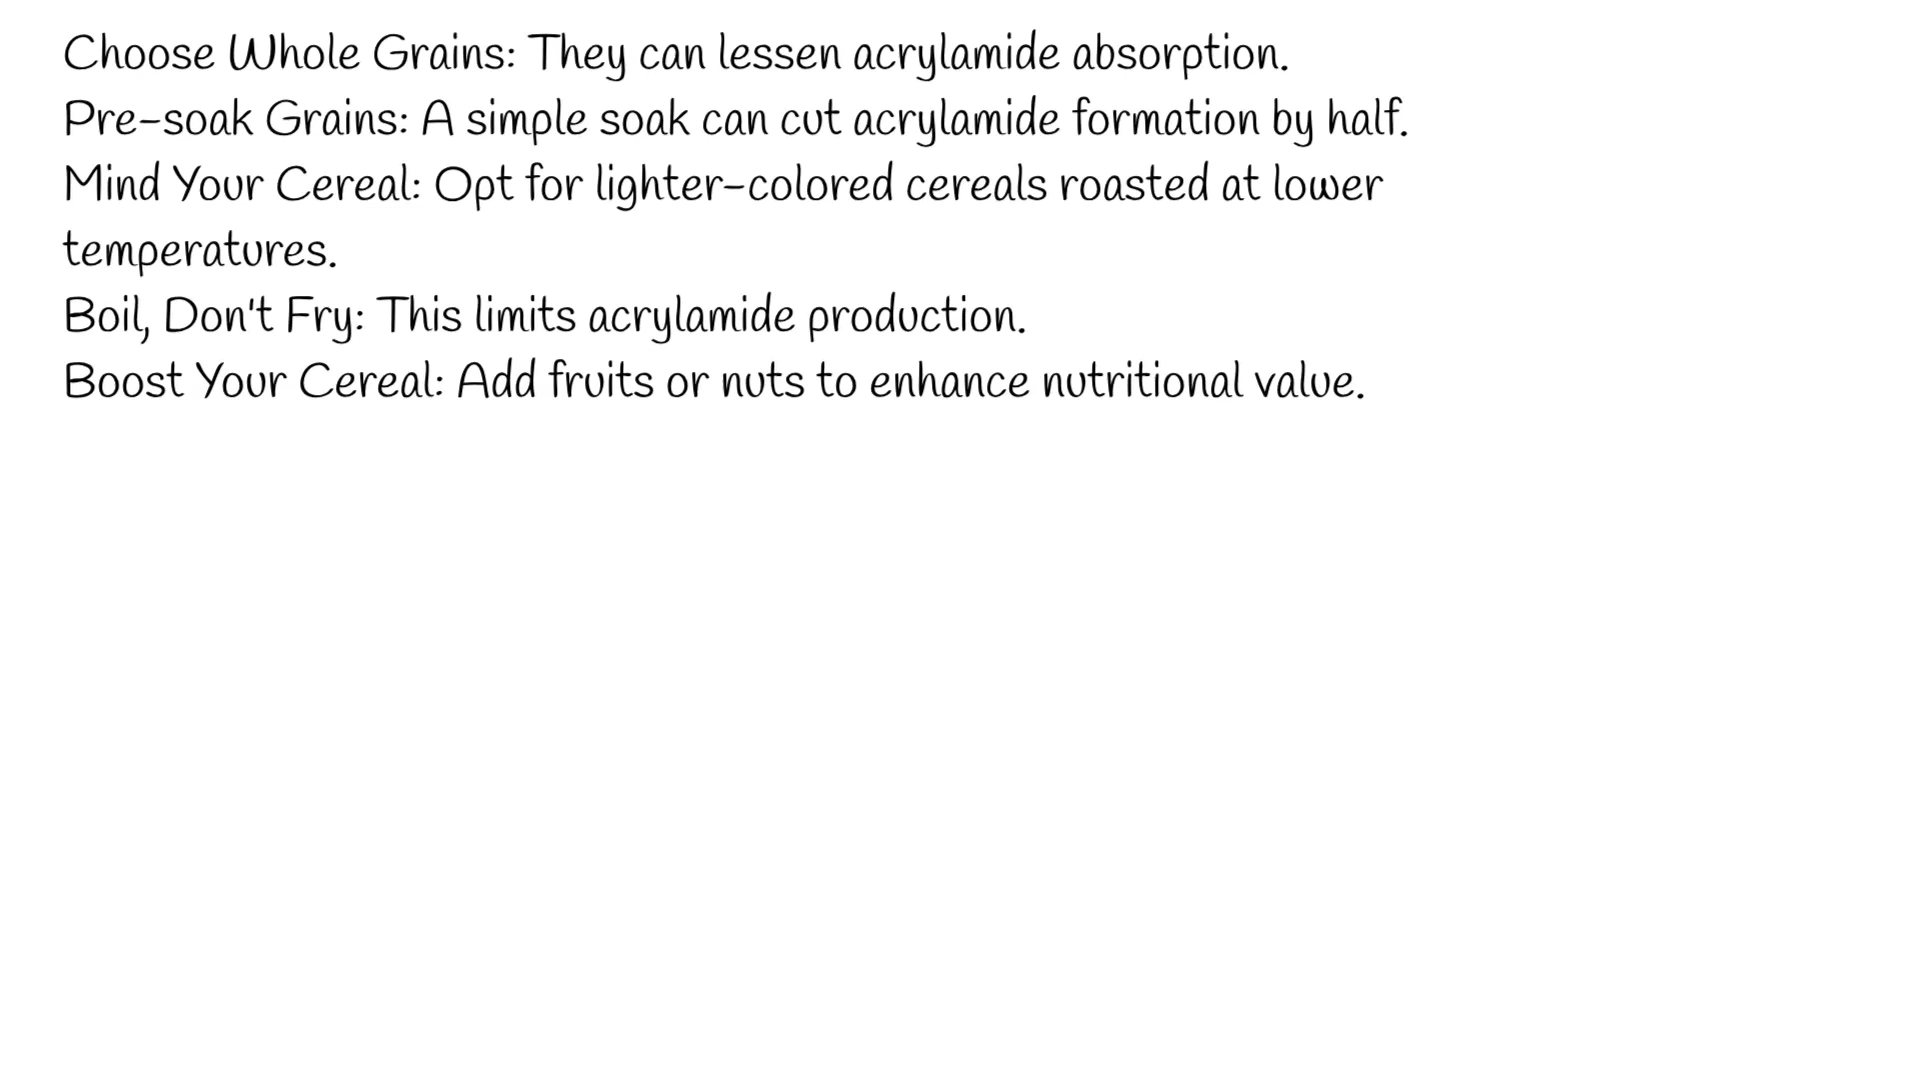 Choose Whole Grains: They can lessen acrylamide absorption.
Pre-soak Grains: A simple soak can cut acrylamide formation by half.
Mind Your Cereal: Opt for lighter-colored cereals roasted at lower
temperatures.
Boil, Don't Fry: This limits acrylamide production.
Boost Your Cereal: Add fruits or nuts to enhance nutritional value.